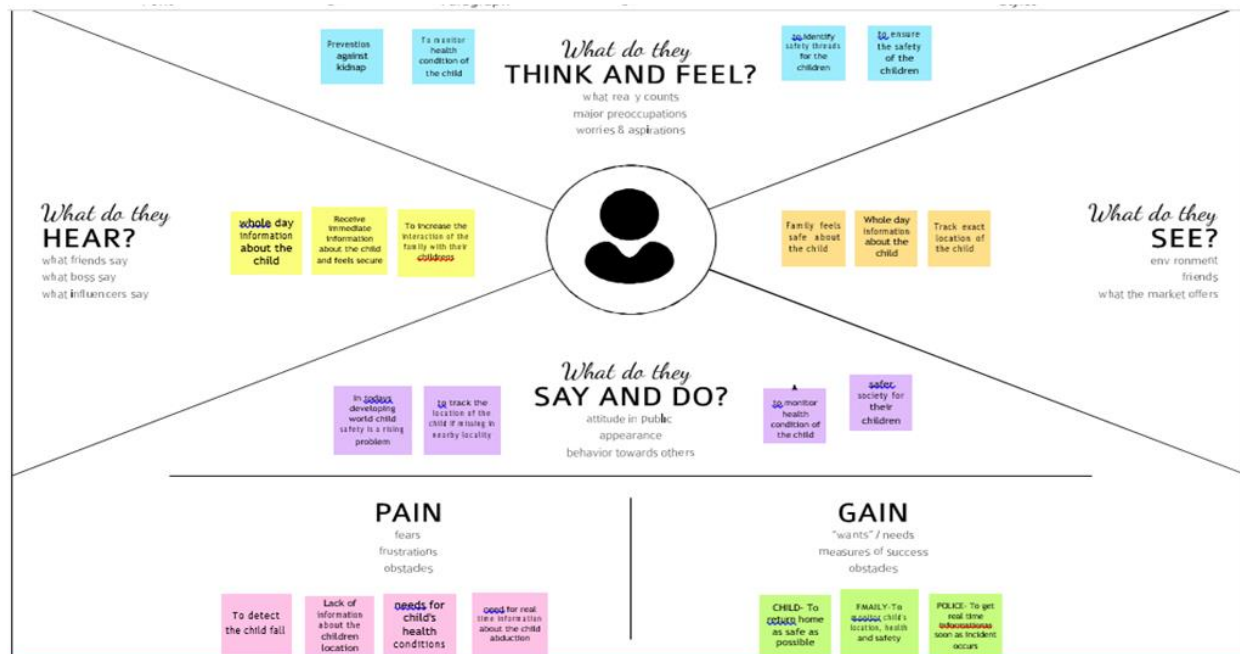 Prevention
against
kidnap
To monitor
health
condition of
the child
What do they
THINK AND FEEL?
what rea y counts
major preoccupations
worries & aspirations
to identify
safety threads
for the
children
to ensure
the safety
of the
children
What do they
HEAR?
what friends say
what boss say
what influencers say
whole day
information
about the
child
Receive
immediate
information
about the child
and feels secure
To increase the
interaction of the
family with their
childrens
Family feels
safe about
the child
Whole day
information
about the
child
Track exact
location of
the child
What do they
SEE?
env ronment
friends
what the market offers
What do they
SAY AND DO?
attitude in public
appearance
behavior towards others
In todays
developing
world child
safety is a rising
problem
to track the
location of the
child if missing in
nearby locality
to monitor
health
condition of
the child
safer
society for
their
children
PAIN
fears
frustrations
obstacles
To detect
the child fall
Lack of
information
about the
children
location
needs for
child's
health
conditions
need for real
time information
about the child
abduction
GAIN
"wants" / needs
measures of success
obstacles
CHILD- To
return home
as safe as
possible
FMAILY-To
monitor child's
location, health
and safety
POLICE- To get
real time
informationas
soon as incident
occurs